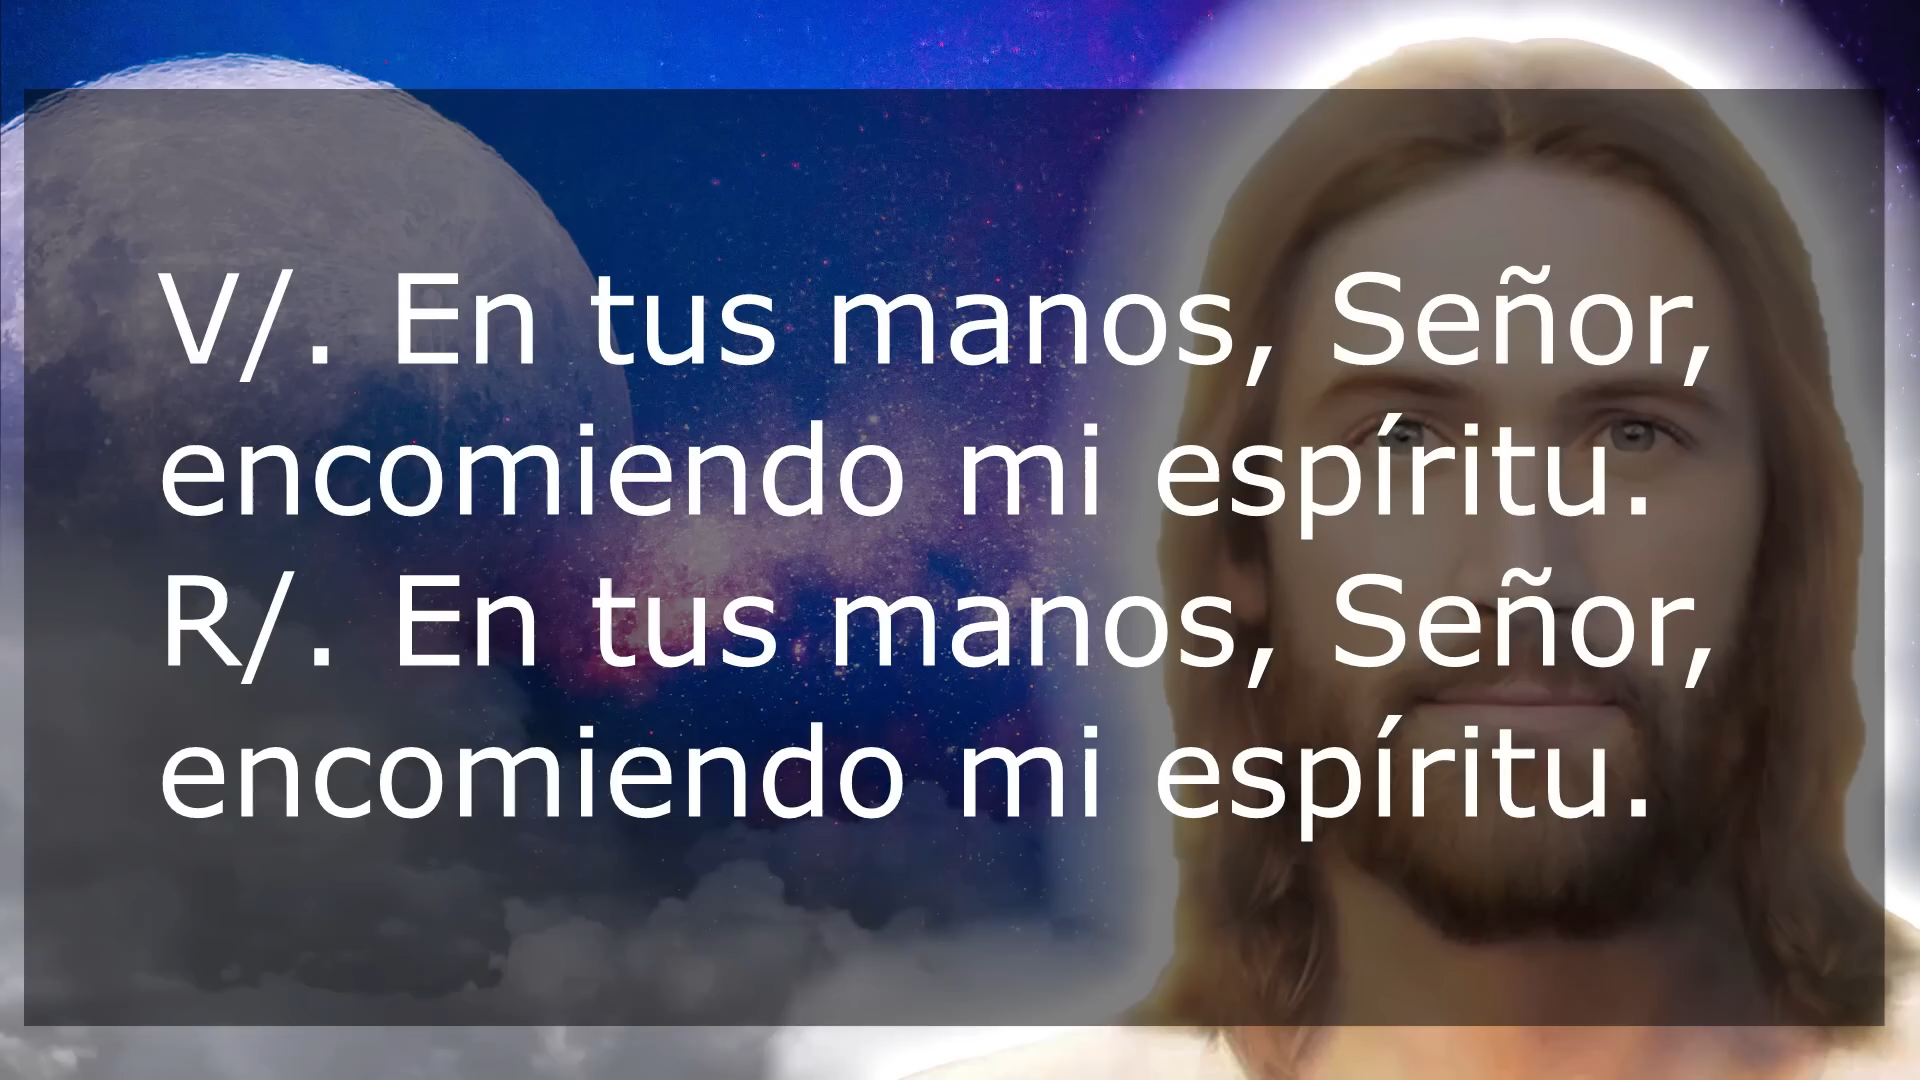 V/. En tus manos, Señor,
encomiendo mi espíritu.
R/. En tus manos, Señor,
encomiendo mi espíritu.